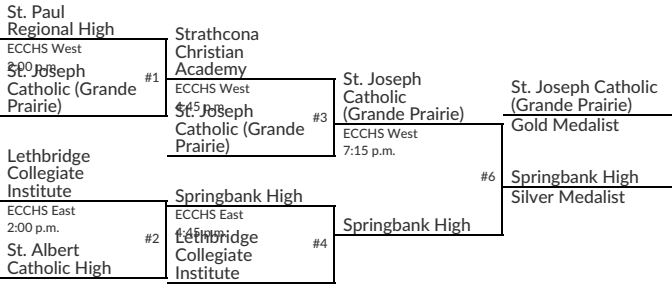 St. Paul
Regional High
ECCHS West
2:00 p.m.
St. Joseph
Catholic (Grande
Prairie)
#1
Lethbridge
Collegiate
Institute
ECCHS East
2:00 p.m.
St. Albert
Catholic High
#2
Strathcona
Christian
Academy
ECCHS West
4:45 p.m.
St. Joseph
Catholic (Grande
Prairie)
#3
Springbank High
ECCHS East
4:45 p.m.
Lethbridge
Collegiate
Institute
#4
St. Joseph
Catholic
(Grande Prairie)
ECCHS West
7:15 p.m.
Springbank High
#6
St. Joseph Catholic
(Grande Prairie)
Gold Medalist
Springbank High
Silver Medalist